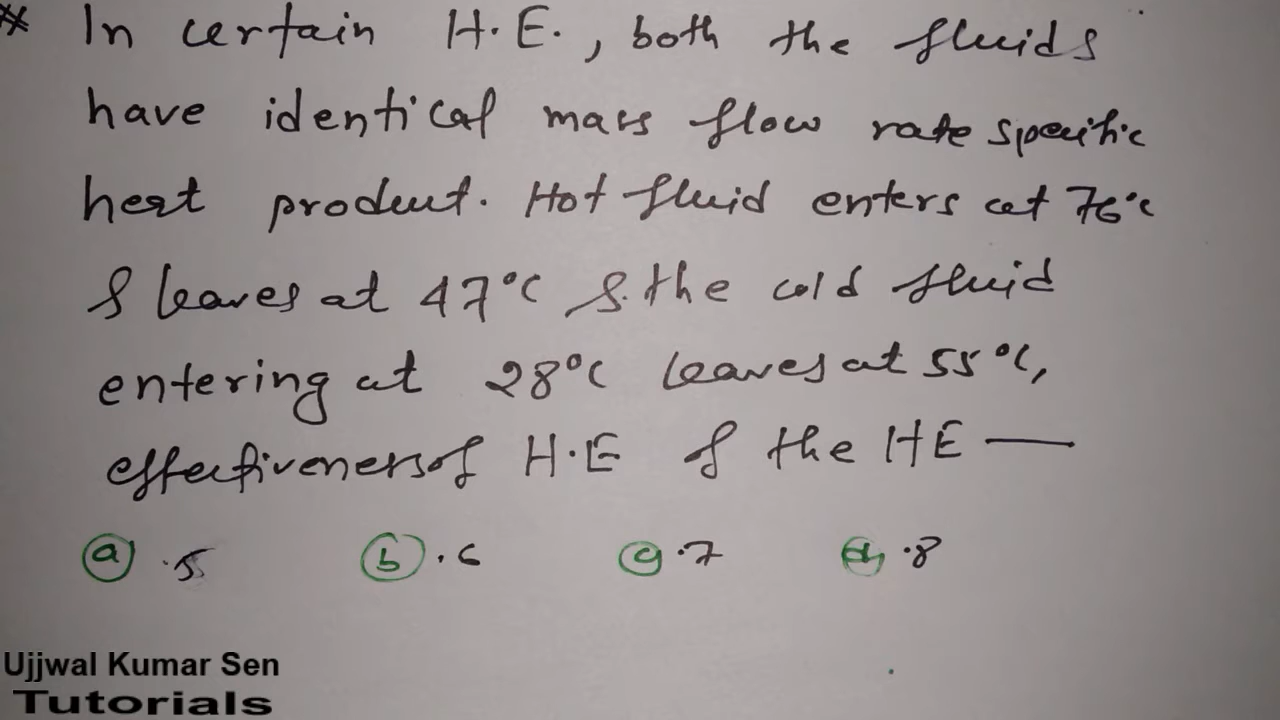 * In certain H.E., both the fluids
have identical mass flow rate specific
heat product. Hot fluid enters at 76°c
& leaves at 47°C & the cold fluid
entering at 28°C leaves at 55°C,
effectiveness of H.E of the HE —
(a) .5 (b) .6 (c) .7 (d) .8
Ujjwal Kumar Sen
Tutorials